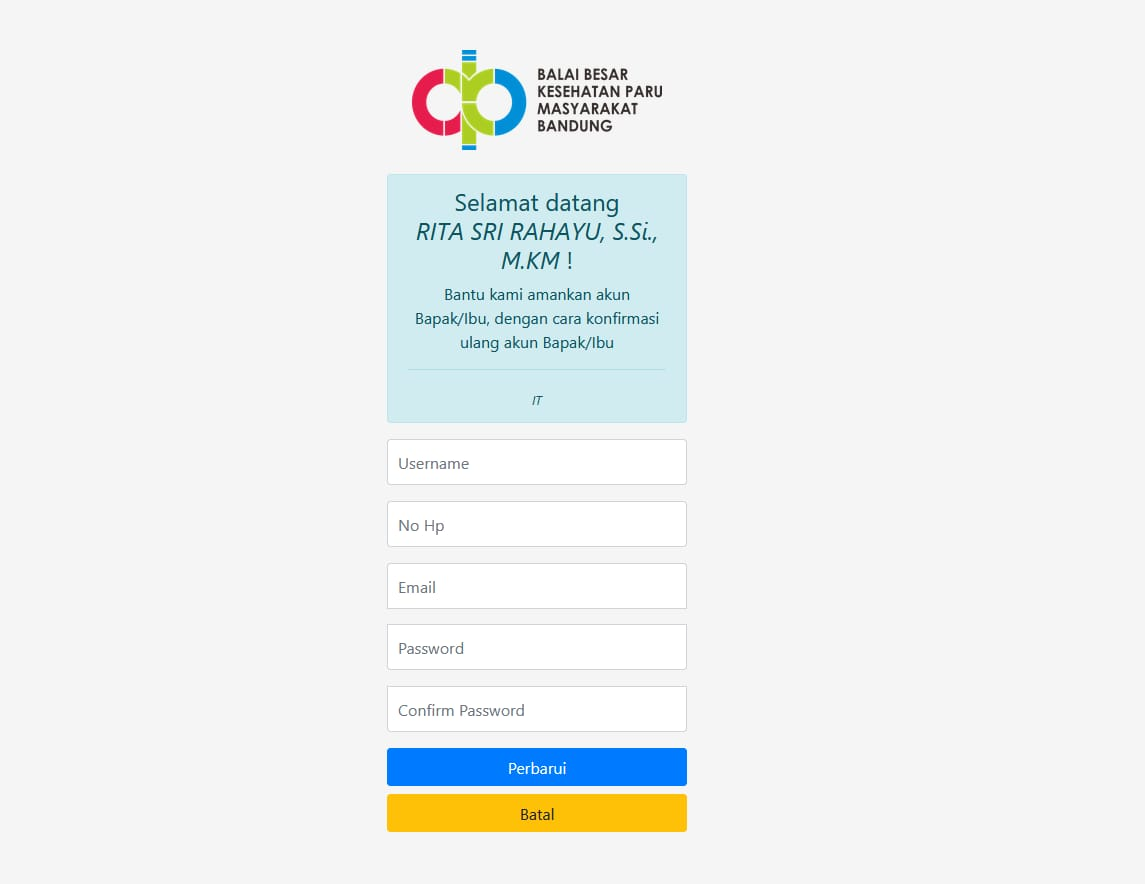 BALAI BESAR
KESEHATAN PARU
MASYARAKAT
BANDUNG
Selamat datang
RITA SRI RAHAYU, S.Si.,
M.KM !
Bantu kami amankan akun
Bapak/Ibu, dengan cara konfirmasi
ulang akun Bapak/Ibu
IT
Username
No Hp
Email
Password
Confirm Password
Perbarui
Batal